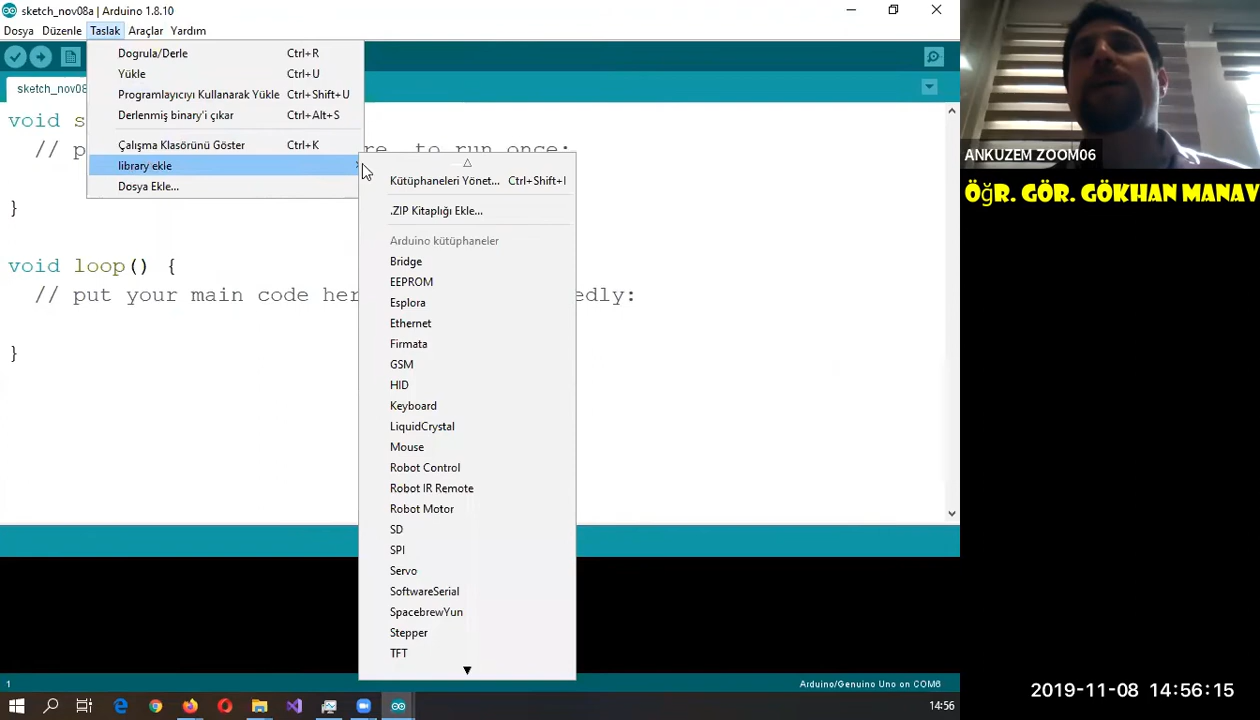 sketch_nov08a | Arduino 1.8.10
Dosya Düzenle Taslak Araçlar Yardım
sketch_nov08
Dogrula/Derle Ctrl+R
Yükle Ctrl+U
Programlayıcıyı Kullanarak Yükle Ctrl+Shift+U
Derlenmiş binary'i çıkar Ctrl+Alt+S
Çalışma Klasörünü Göster Ctrl+K
library ekle
Dosya Ekle...
void s
// p re, to run once:
}
void loop() {
// put your main code her edly:
}
Kütüphaneleri Yönet... Ctrl+Shift+I
.ZIP Kitaplığı Ekle...
Arduino kütüphaneler
Bridge
EEPROM
Esplora
Ethernet
Firmata
GSM
HID
Keyboard
LiquidCrystal
Mouse
Robot Control
Robot IR Remote
Robot Motor
SD
SPI
Servo
SoftwareSerial
SpacebrewYun
Stepper
TFT
1 Arduino/Genuino Uno on COM6
14:56
ANKUZEM ZOOM06
ÖĞR. GÖR. GÖKHAN MANAV
2019-11-08 14:56:15